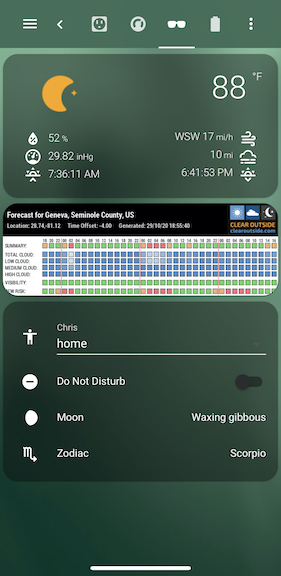 88 °F
52 %
WSW 17 mi/h
29.82 inHg
10 mi
7:36:11 AM
6:41:53 PM
Forecast for Geneva, Seminole County, US
Location: 28.74,-81.12 Time Offset: -4.00 Generated: 29/10/20 18:55:40
CLEAR OUTSIDE
clearoutside.com
SUMMARY:
TOTAL CLOUD:
LOW CLOUD:
MEDIUM CLOUD:
HIGH CLOUD:
VISIBILITY:
DEW RISK:
Chris
home
Do Not Disturb
Moon
Waxing gibbous
Zodiac
Scorpio